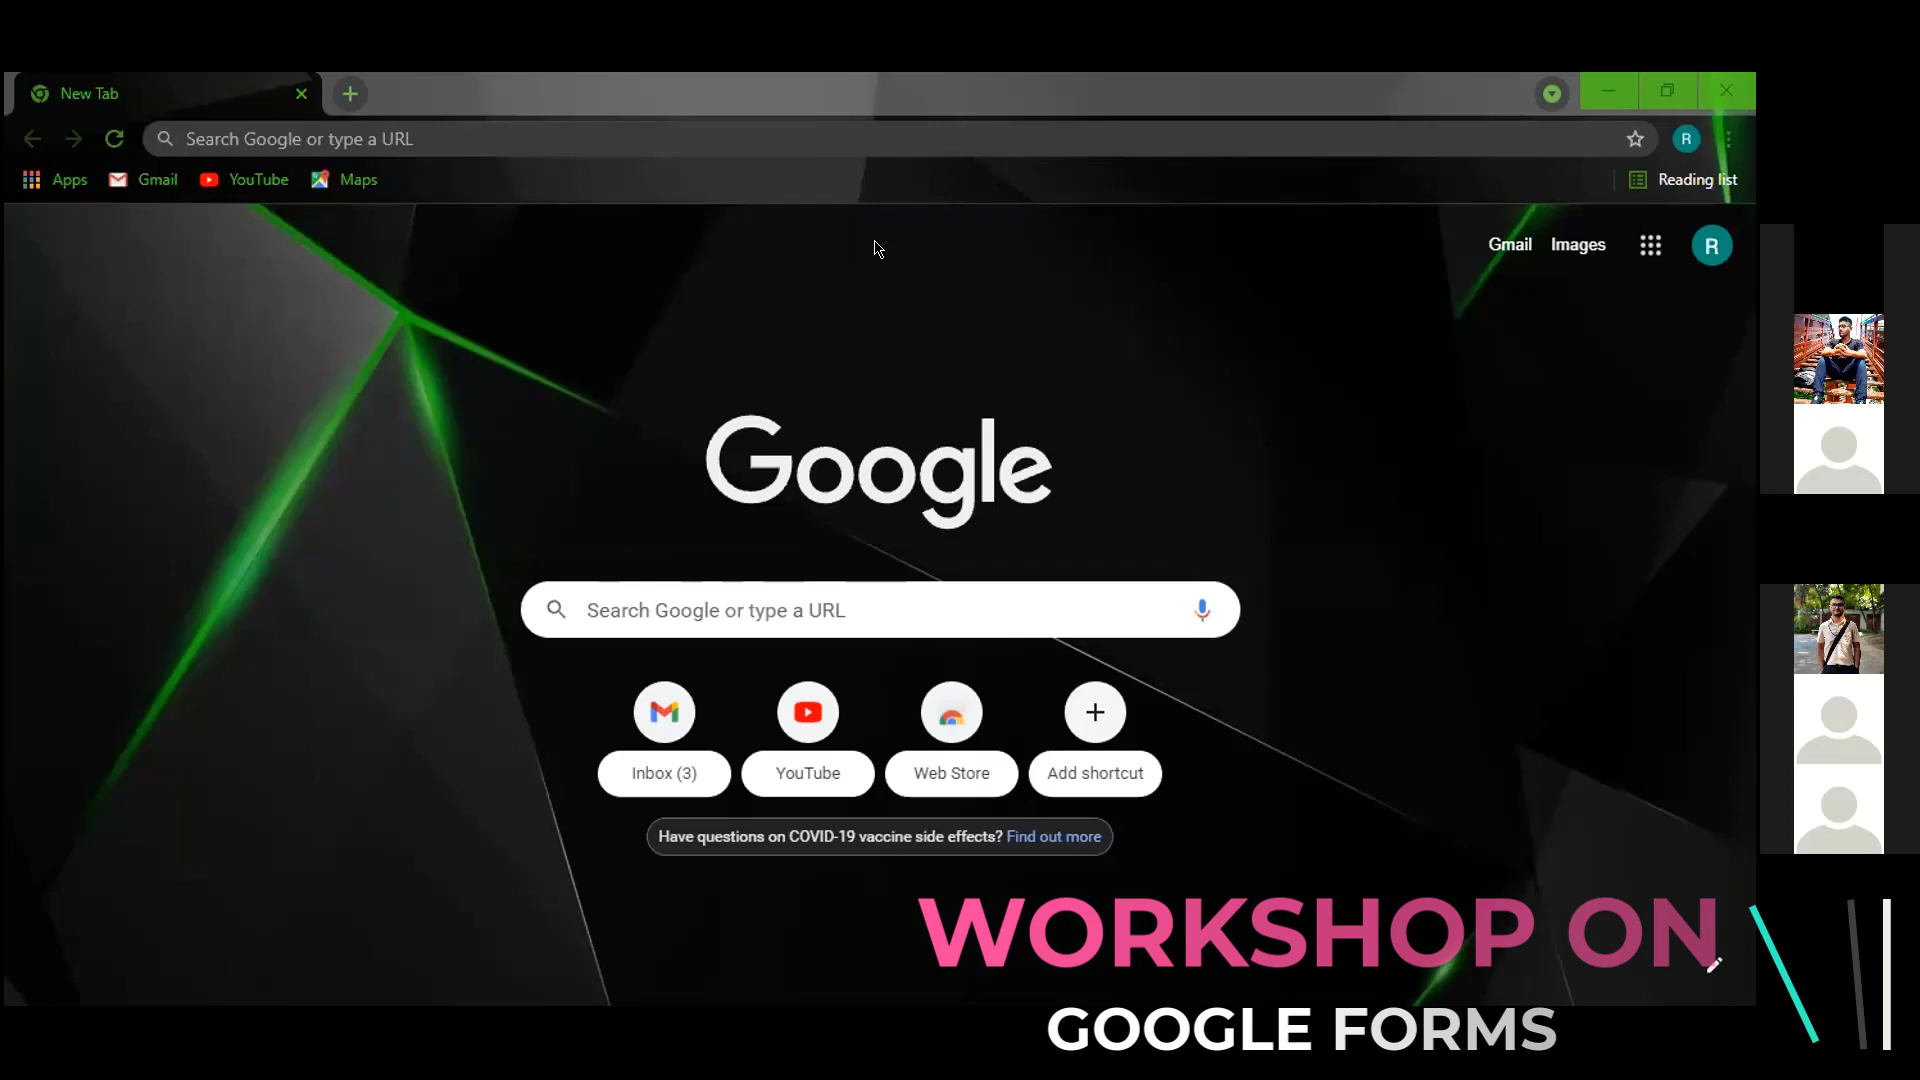 New Tab
Search Google or type a URL
R
Apps
Gmail
YouTube
Maps
Reading list
Gmail
Images
R
Google
Search Google or type a URL
Inbox (3)
YouTube
Web Store
Add shortcut
Have questions on COVID-19 vaccine side effects? Find out more
WORKSHOP ON
GOOGLE FORMS